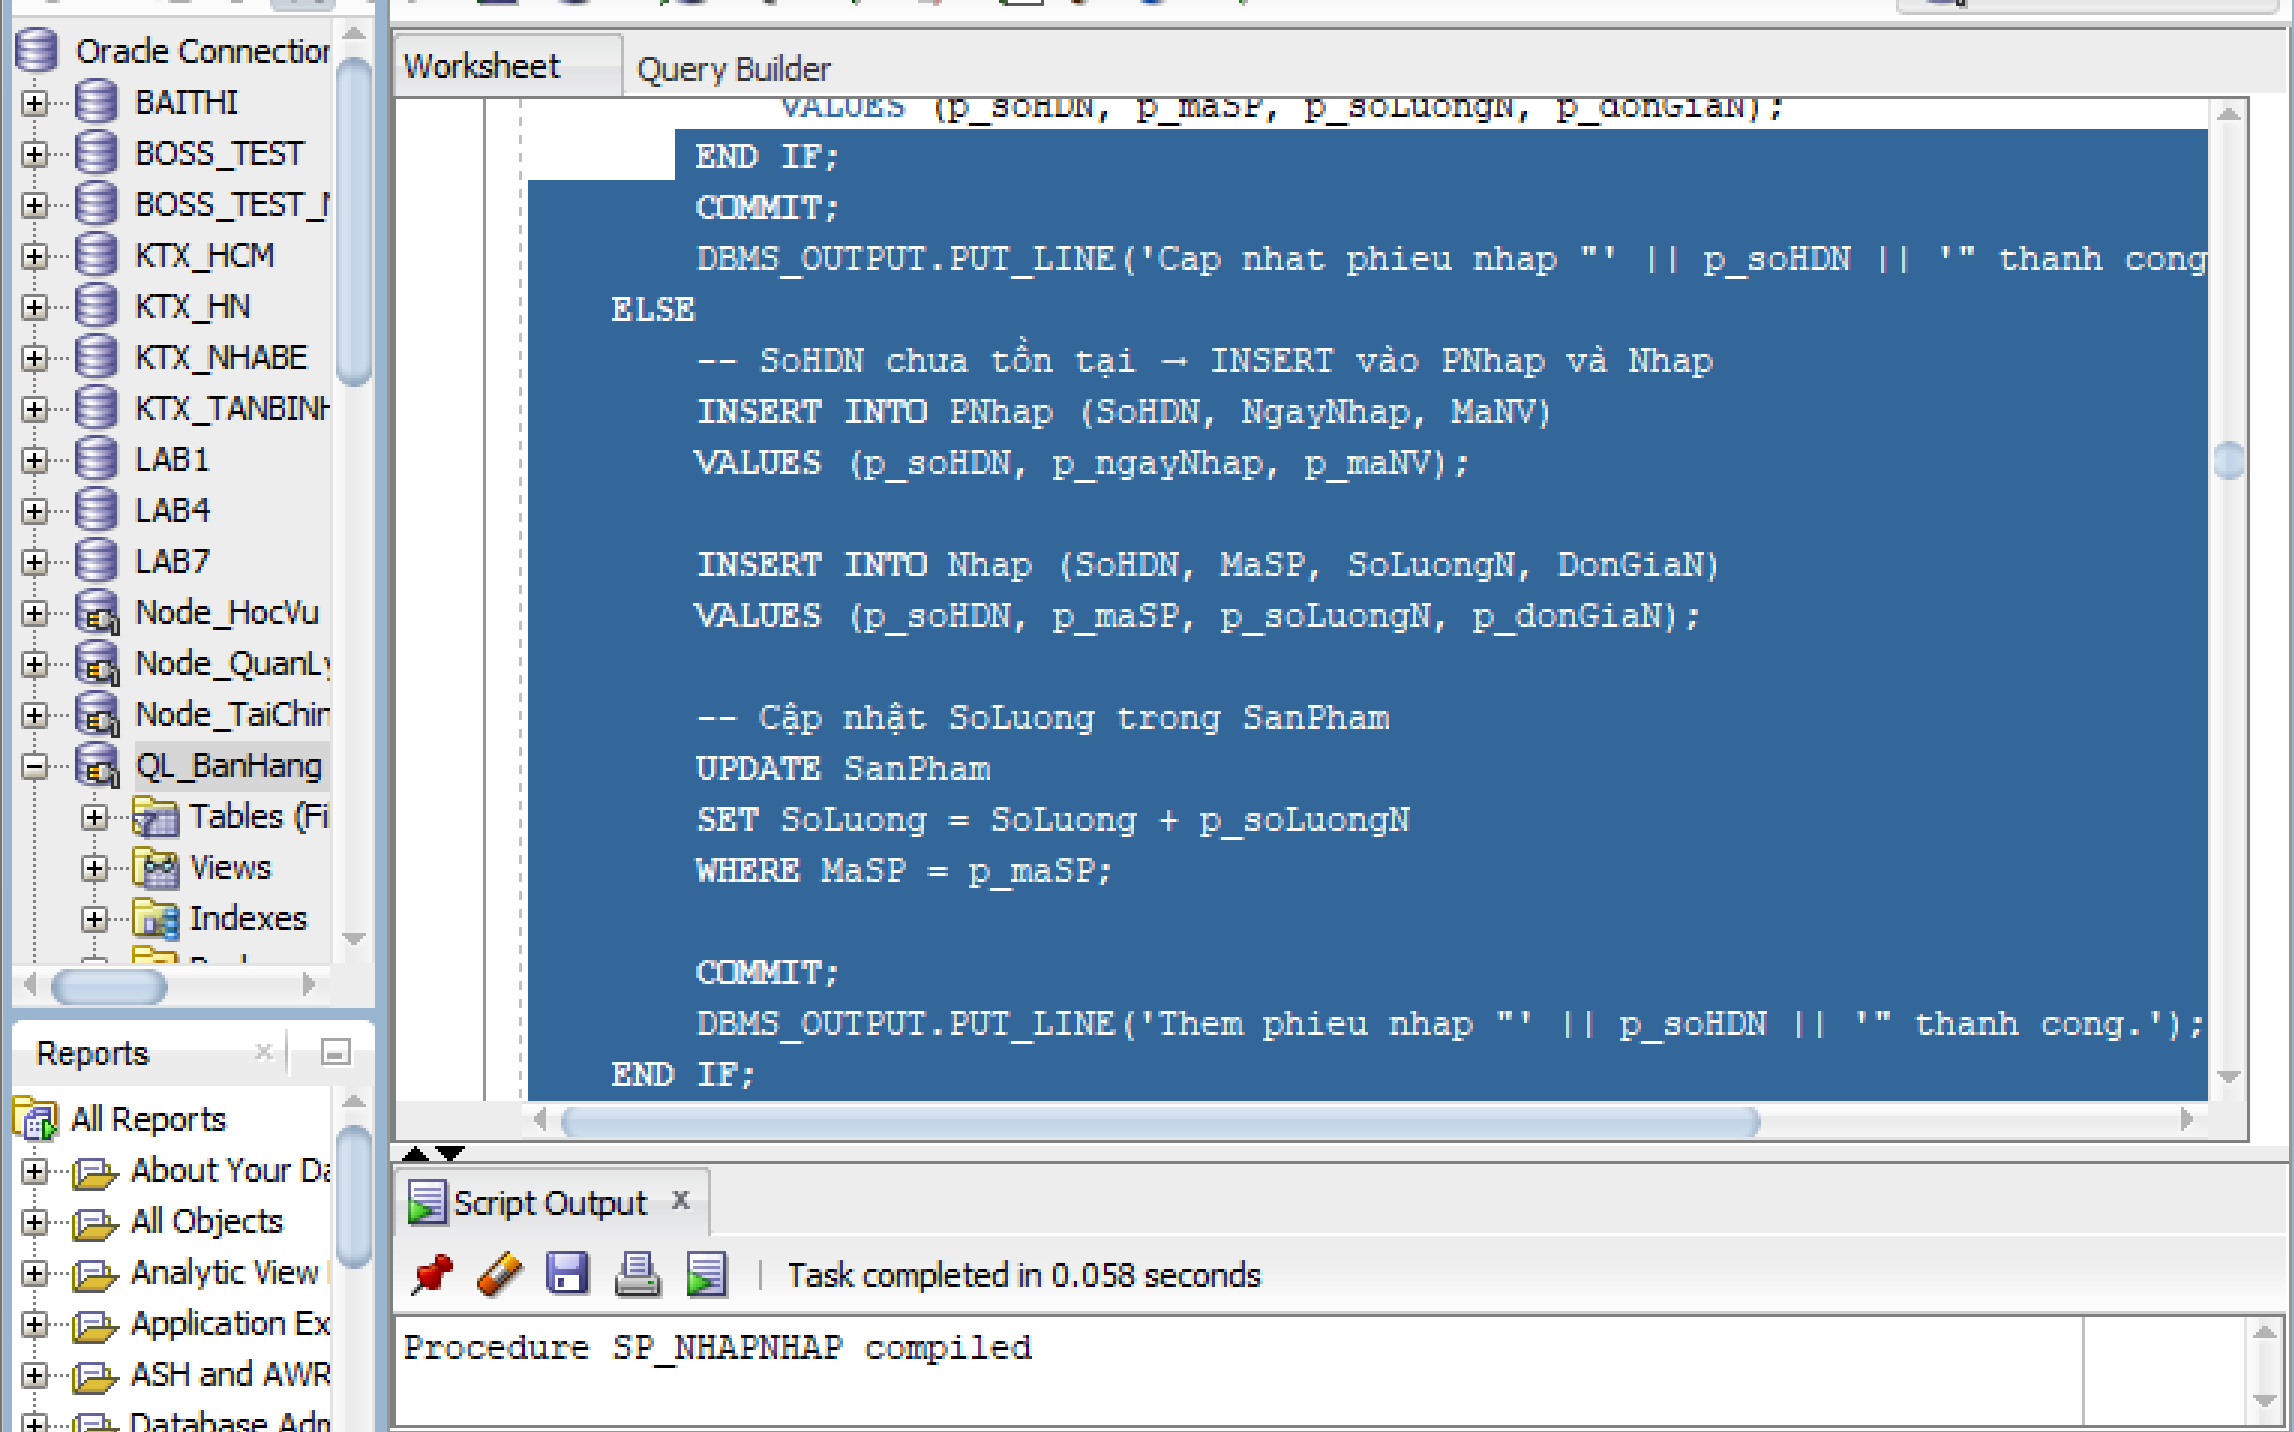 Oracle Connection
BAITHI
BOSS_TEST
BOSS_TEST_
KTX_HCM
KTX_HN
KTX_NHABE
KTX_TANBINH
LAB1
LAB4
LAB7
Node_HocVu
Node_QuanLy
Node_TaiChin
QL_BanHang
Tables (Fi
Views
Indexes
Reports
All Reports
About Your Da
All Objects
Analytic View
Application Ex
ASH and AWR
Database Adm
Worksheet
Query Builder
VALUES (p_soHDN, p_maSP, p_soLuongN, p_donGiaN);
END IF;
COMMIT;
DBMS_OUTPUT.PUT_LINE('Cap nhat phieu nhap "' || p_soHDN || '" thanh cong
ELSE
-- SoHDN chưa tồn tại → INSERT vào PNhap và Nhap
INSERT INTO PNhap (SoHDN, NgayNhap, MaNV)
VALUES (p_soHDN, p_ngayNhap, p_maNV);
INSERT INTO Nhap (SoHDN, MaSP, SoLuongN, DonGiaN)
VALUES (p_soHDN, p_maSP, p_soLuongN, p_donGiaN);
-- Cập nhật SoLuong trong SanPham
UPDATE SanPham
SET SoLuong = SoLuong + p_soLuongN
WHERE MaSP = p_maSP;
COMMIT;
DBMS_OUTPUT.PUT_LINE('Them phieu nhap "' || p_soHDN || '" thanh cong.');
END IF;
Script Output
Task completed in 0.058 seconds
Procedure SP_NHAPNHAP compiled